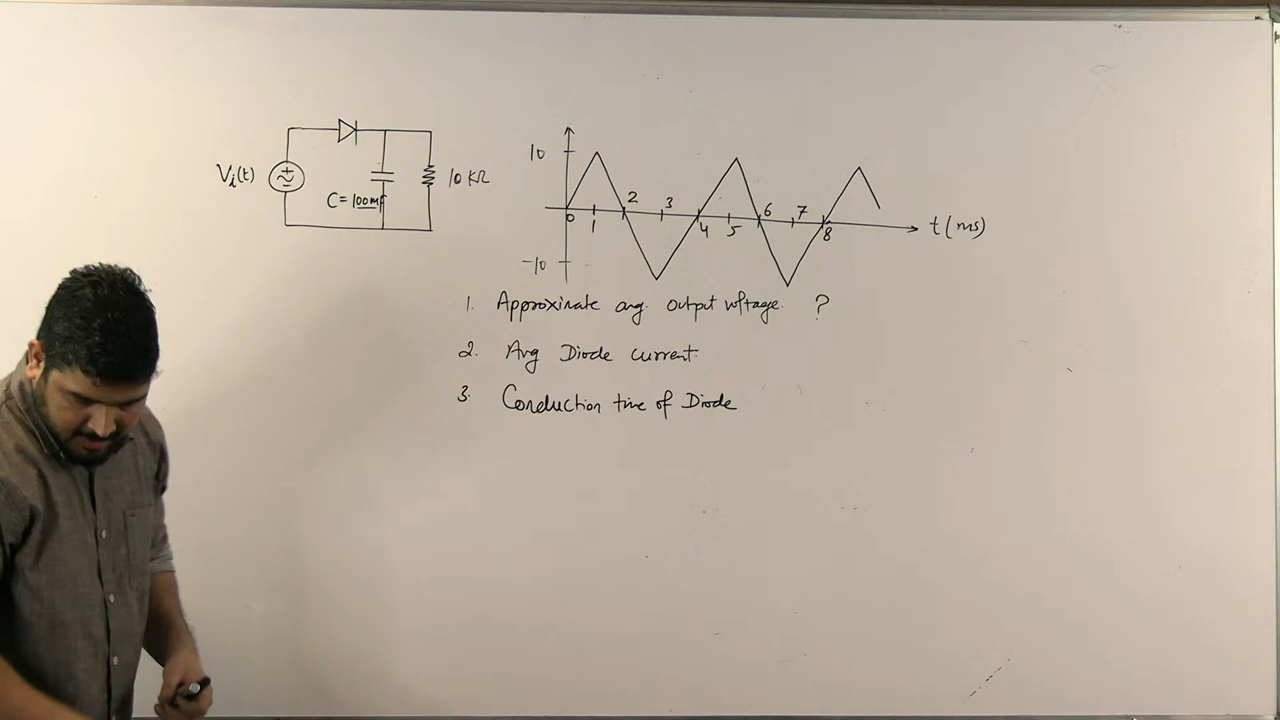 Vi(t)
C = 100mF
10 KΩ
10
-10
0 1 2 3 4 5 6 7 8
t (ms)
1. Approximate avg. output voltage. ?
2. Avg Diode current.
3. Conduction time of Diode